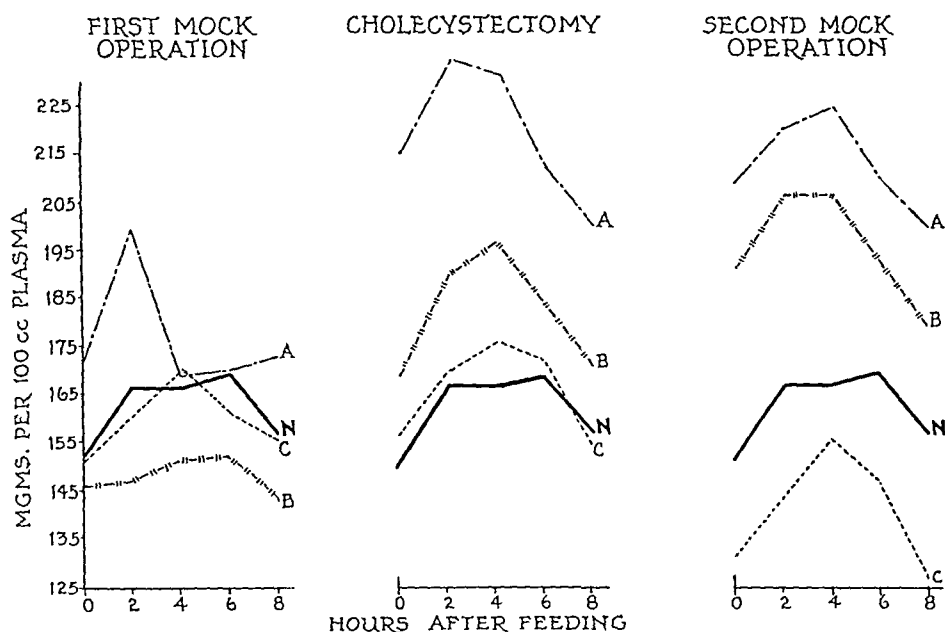 FIRST MOCK
OPERATION
CHOLECYSTECTOMY
SECOND MOCK
OPERATION
MGMS. PER 100 cc PLASMA
225
215
205
195
185
175
165
155
145
135
125
A
N
C
B
0 2 4 6 8
A
B
N
C
0 2 4 6 8
A
B
N
C
0 2 4 6 8
HOURS AFTER FEEDING